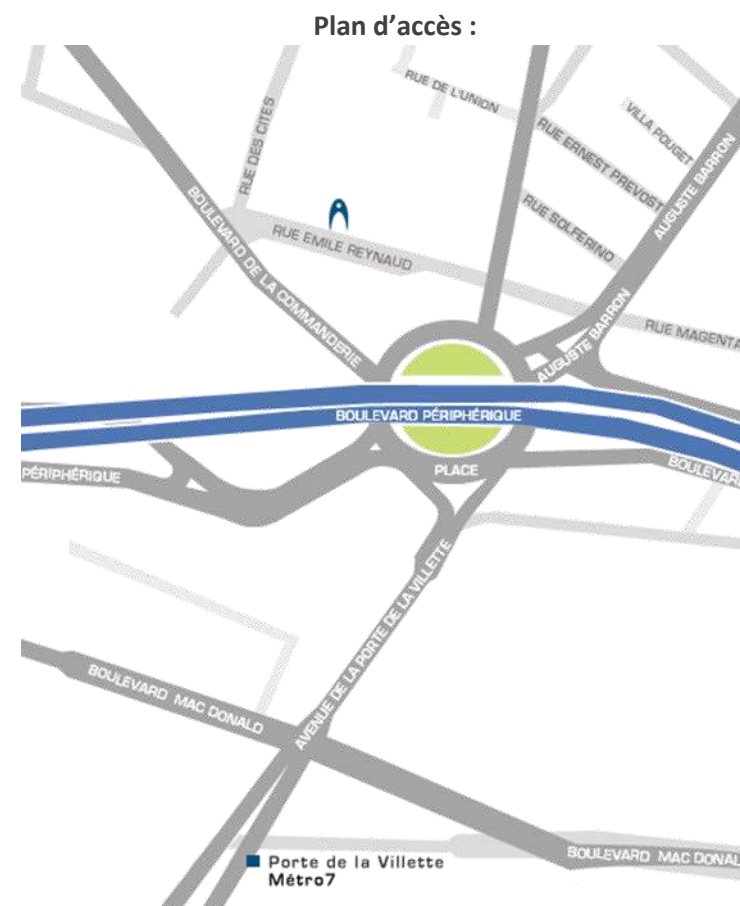 Plan d’accès :
RUE DE L'UNION
VILLA POUGET
RUE DES CITES
RUE ERNEST PREVOST
AUGUSTE BARRON
BOULEVARD DE LA COMMANDERIE
RUE SOLFERINO
RUE EMILE REYNAUD
RUE MAGENTA
AUGUSTE BARRON
BOULEVARD PÉRIPHÉRIQUE
PLACE
BOULEVARD
PÉRIPHÉRIQUE
AVENUE DE LA PORTE DE LA VILLETTE
BOULEVARD MAC DONALD
BOULEVARD MAC DONAL
Porte de la Villette
Métro7